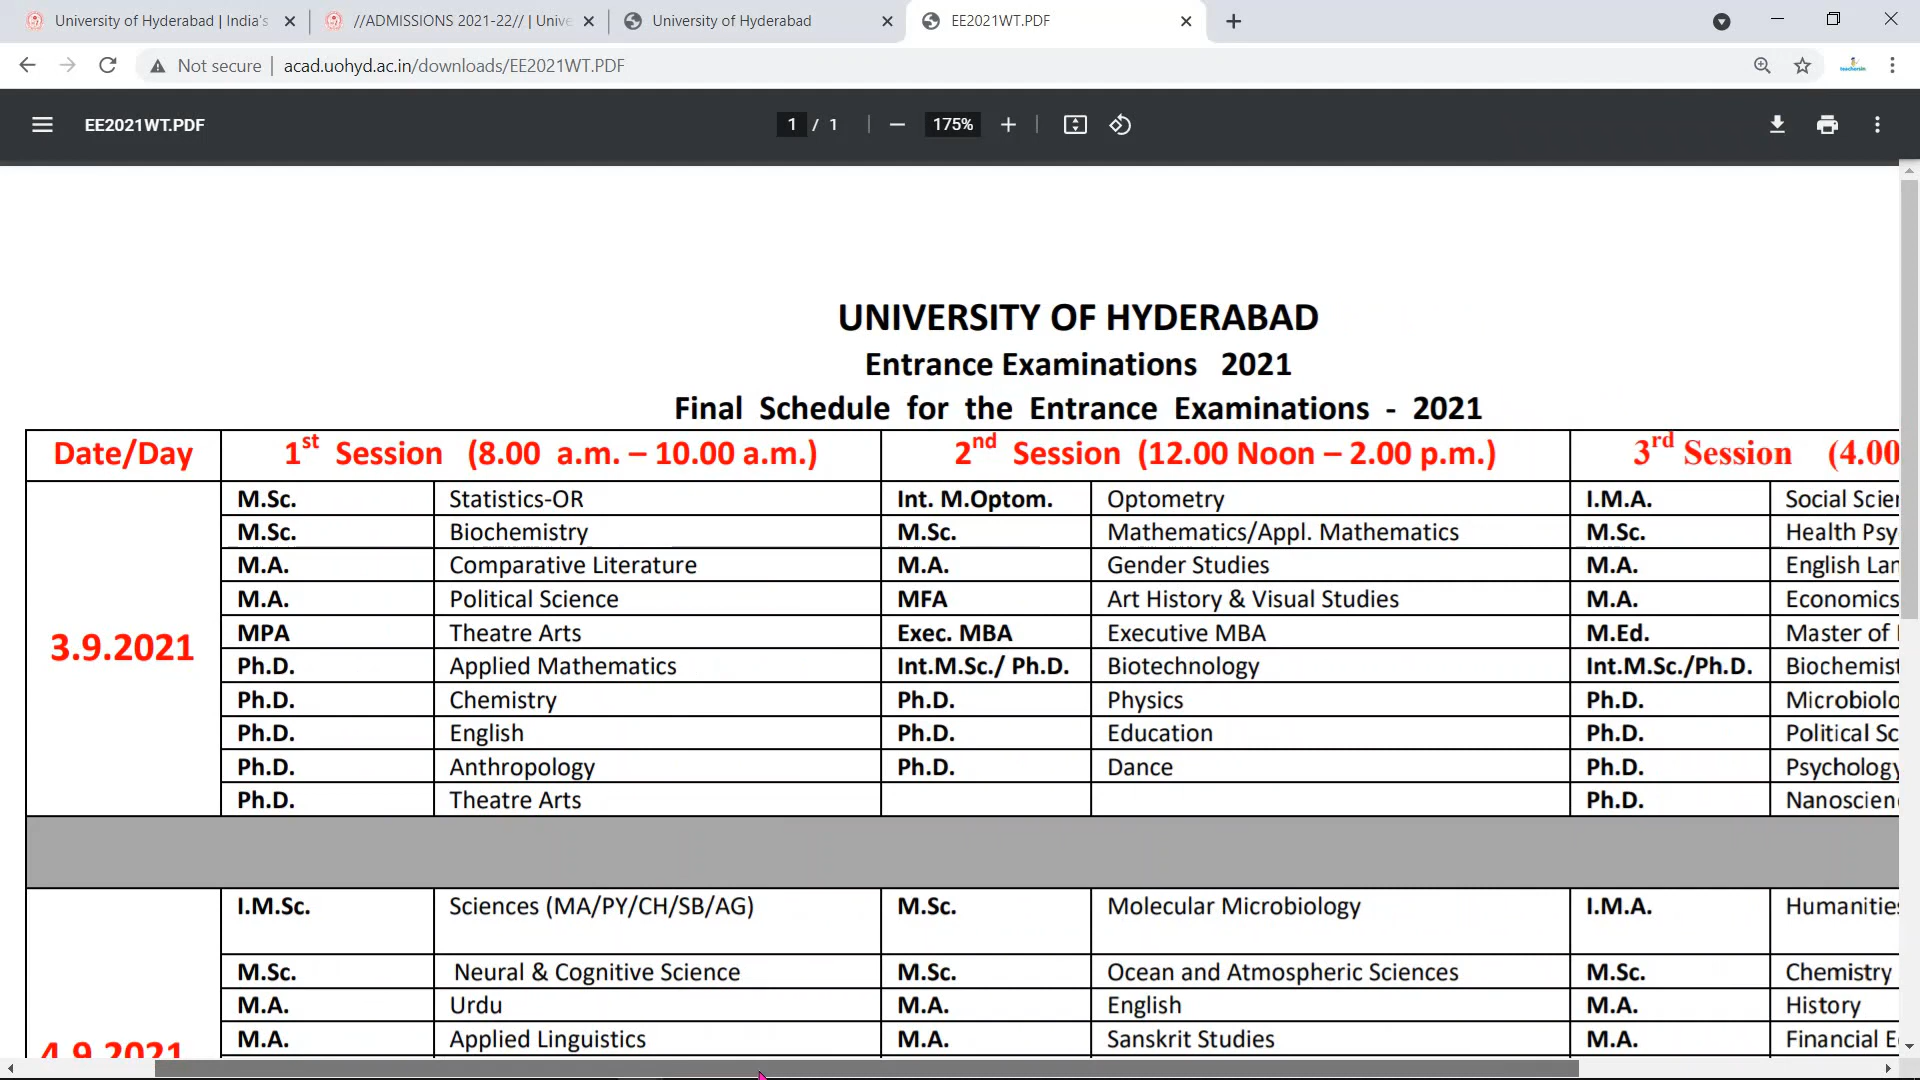 University of Hyderabad | India's
//ADMISSIONS 2021-22// | Unive
University of Hyderabad
EE2021WT.PDF
Not secure | acad.uohyd.ac.in/downloads/EE2021WT.PDF
EE2021WT.PDF
1 / 1
175%
UNIVERSITY OF HYDERABAD
Entrance Examinations 2021
Final Schedule for the Entrance Examinations - 2021
Date/Day 1st Session (8.00 a.m. – 10.00 a.m.) 2nd Session (12.00 Noon – 2.00 p.m.) 3rd Session (4.00
M.Sc. Statistics-OR Int. M.Optom. Optometry I.M.A. Social Scien
M.Sc. Biochemistry M.Sc. Mathematics/Appl. Mathematics M.Sc. Health Psy
M.A. Comparative Literature M.A. Gender Studies M.A. English Lan
M.A. Political Science MFA Art History & Visual Studies M.A. Economics
3.9.2021 MPA Theatre Arts Exec. MBA Executive MBA M.Ed. Master of
Ph.D. Applied Mathematics Int.M.Sc./ Ph.D. Biotechnology Int.M.Sc./Ph.D. Biochemist
Ph.D. Chemistry Ph.D. Physics Ph.D. Microbiolo
Ph.D. English Ph.D. Education Ph.D. Political Sc
Ph.D. Anthropology Ph.D. Dance Ph.D. Psychology
Ph.D. Theatre Arts Ph.D. Nanoscien
I.M.Sc. Sciences (MA/PY/CH/SB/AG) M.Sc. Molecular Microbiology I.M.A. Humanities
M.Sc. Neural & Cognitive Science M.Sc. Ocean and Atmospheric Sciences M.Sc. Chemistry
M.A. Urdu M.A. English M.A. History
4.9.2021 M.A. Applied Linguistics M.A. Sanskrit Studies M.A. Financial E